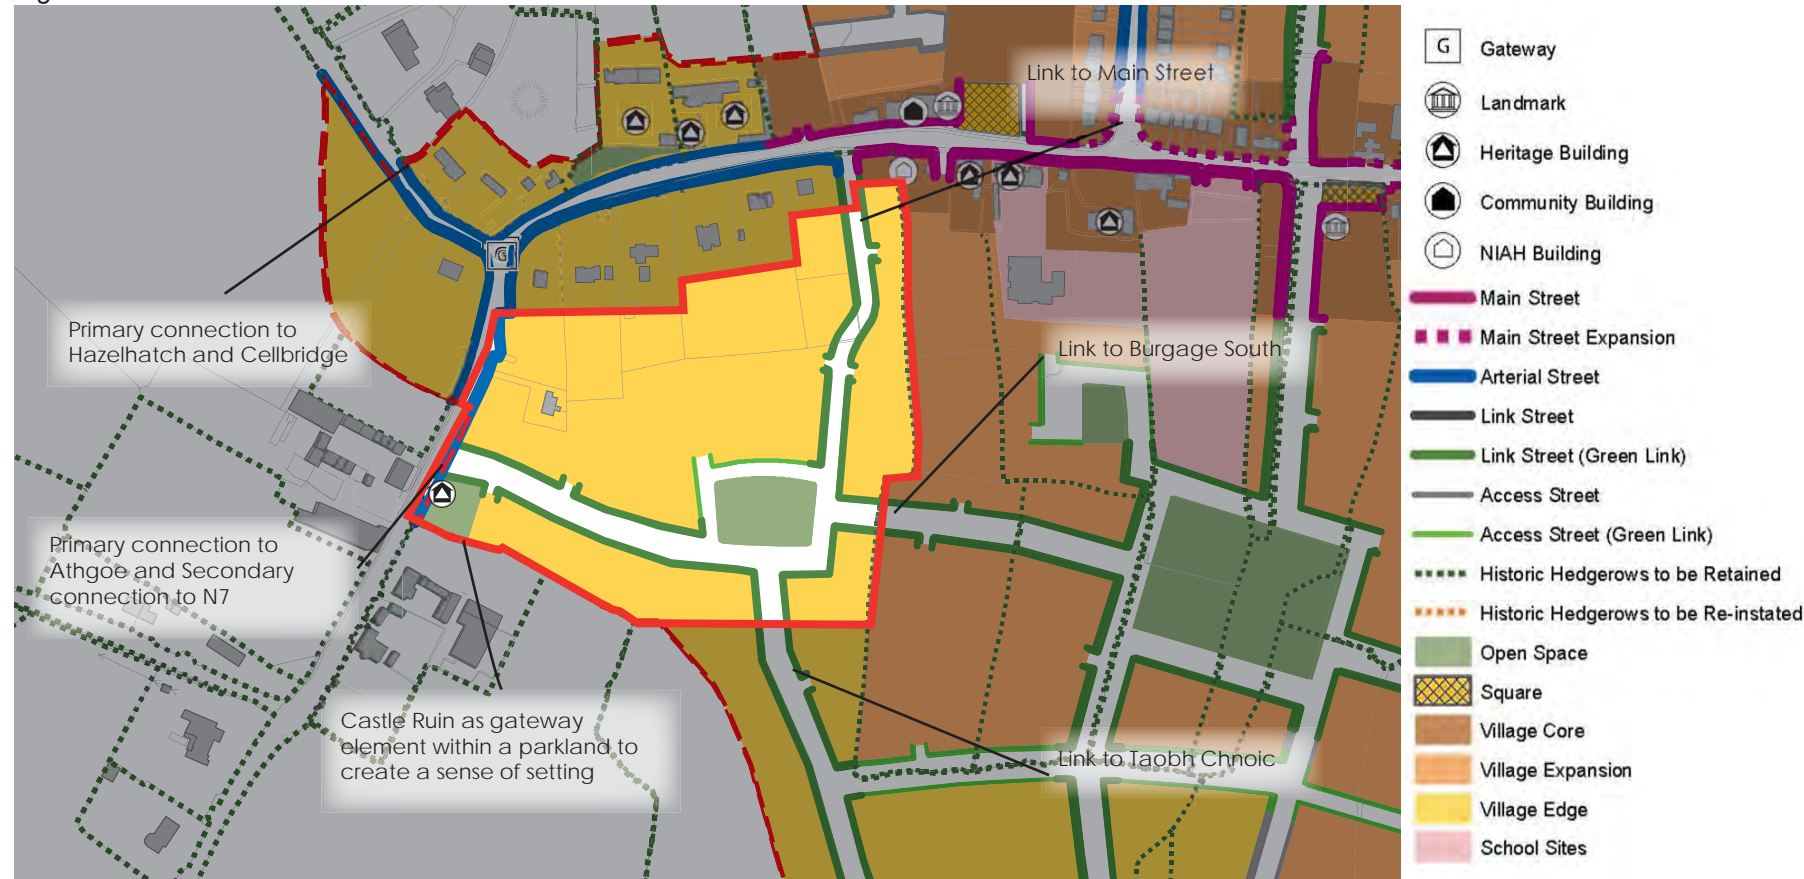 Link to Main Street
Primary connection to
Hazelhatch and Cellbridge
Link to Burgage South
Primary connection to
Athgoe and Secondary
connection to N7
Castle Ruin as gateway
element within a parkland to
create a sense of setting
Link to Taobh Chnoic
G
G
Gateway
Landmark
Heritage Building
Community Building
NIAH Building
Main Street
Main Street Expansion
Arterial Street
Link Street
Link Street (Green Link)
Access Street
Access Street (Green Link)
Historic Hedgerows to be Retained
Historic Hedgerows to be Re-instated
Open Space
Square
Village Core
Village Expansion
Village Edge
School Sites